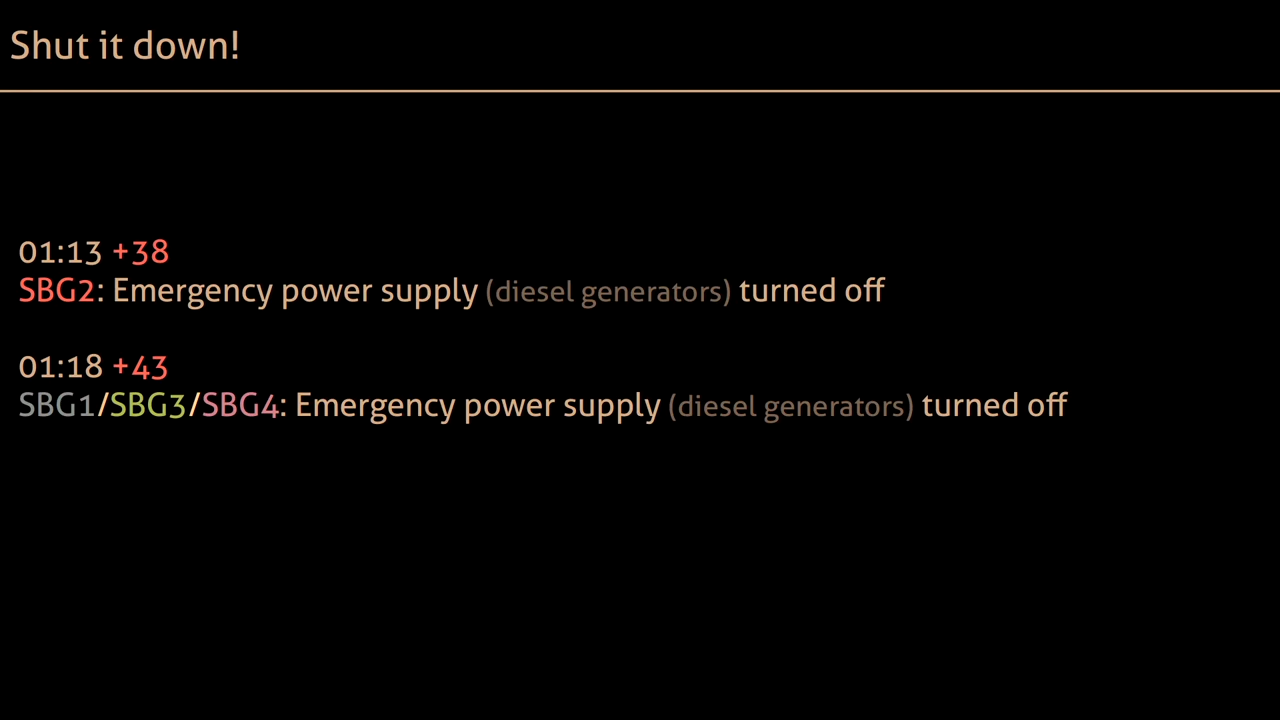 Shut it down!
01:13 +38
SBG2: Emergency power supply (diesel generators) turned off
01:18 +43
SBG1/SBG3/SBG4: Emergency power supply (diesel generators) turned off